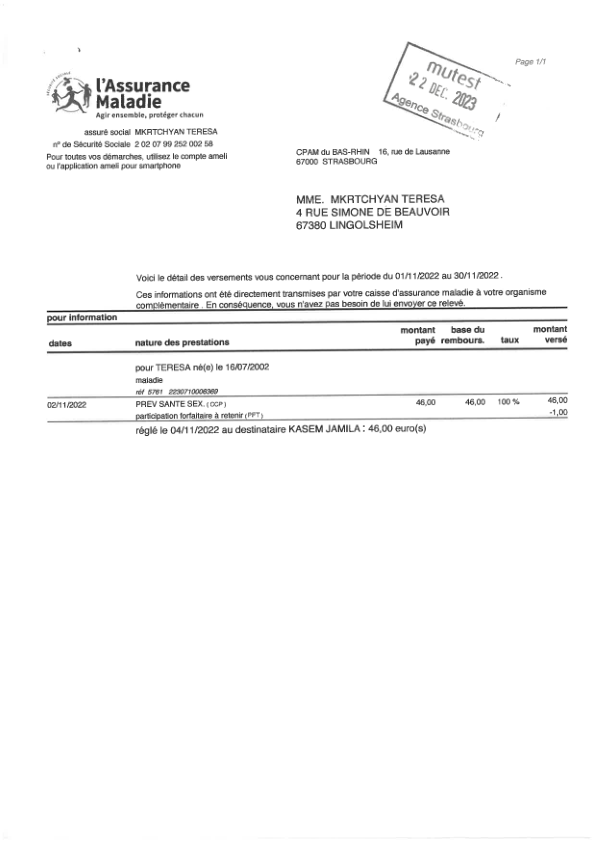 Page 1/1
mutest
22 DEC. 2023
Agence Strasbourg
SÉCURITÉ SOCIALE
l'Assurance
Maladie
Agir ensemble, protéger chacun
assuré social MKRTCHYAN TERESA
n° de Sécurité Sociale 2 02 07 99 252 002 58
Pour toutes vos démarches, utilisez le compte ameli
ou l'application ameli pour smartphone
CPAM du BAS-RHIN 16, rue de Lausanne
67000 STRASBOURG
MME. MKRTCHYAN TERESA
4 RUE SIMONE DE BEAUVOIR
67380 LINGOLSHEIM
Voici le détail des versements vous concernant pour la période du 01/11/2022 au 30/11/2022 .
Ces informations ont été directement transmises par votre caisse d'assurance maladie à votre organisme
complémentaire . En conséquence, vous n'avez pas besoin de lui envoyer ce relevé.
pour information
dates nature des prestations montant payé base du rembours. taux montant versé
pour TERESA né(e) le 16/07/2002
maladie
réf 5761 2230710006369
02/11/2022 PREV SANTE SEX. (CCP) 46,00 46,00 100 % 46,00
participation forfaitaire à retenir (PFT) -1,00
réglé le 04/11/2022 au destinataire KASEM JAMILA : 46,00 euro(s)